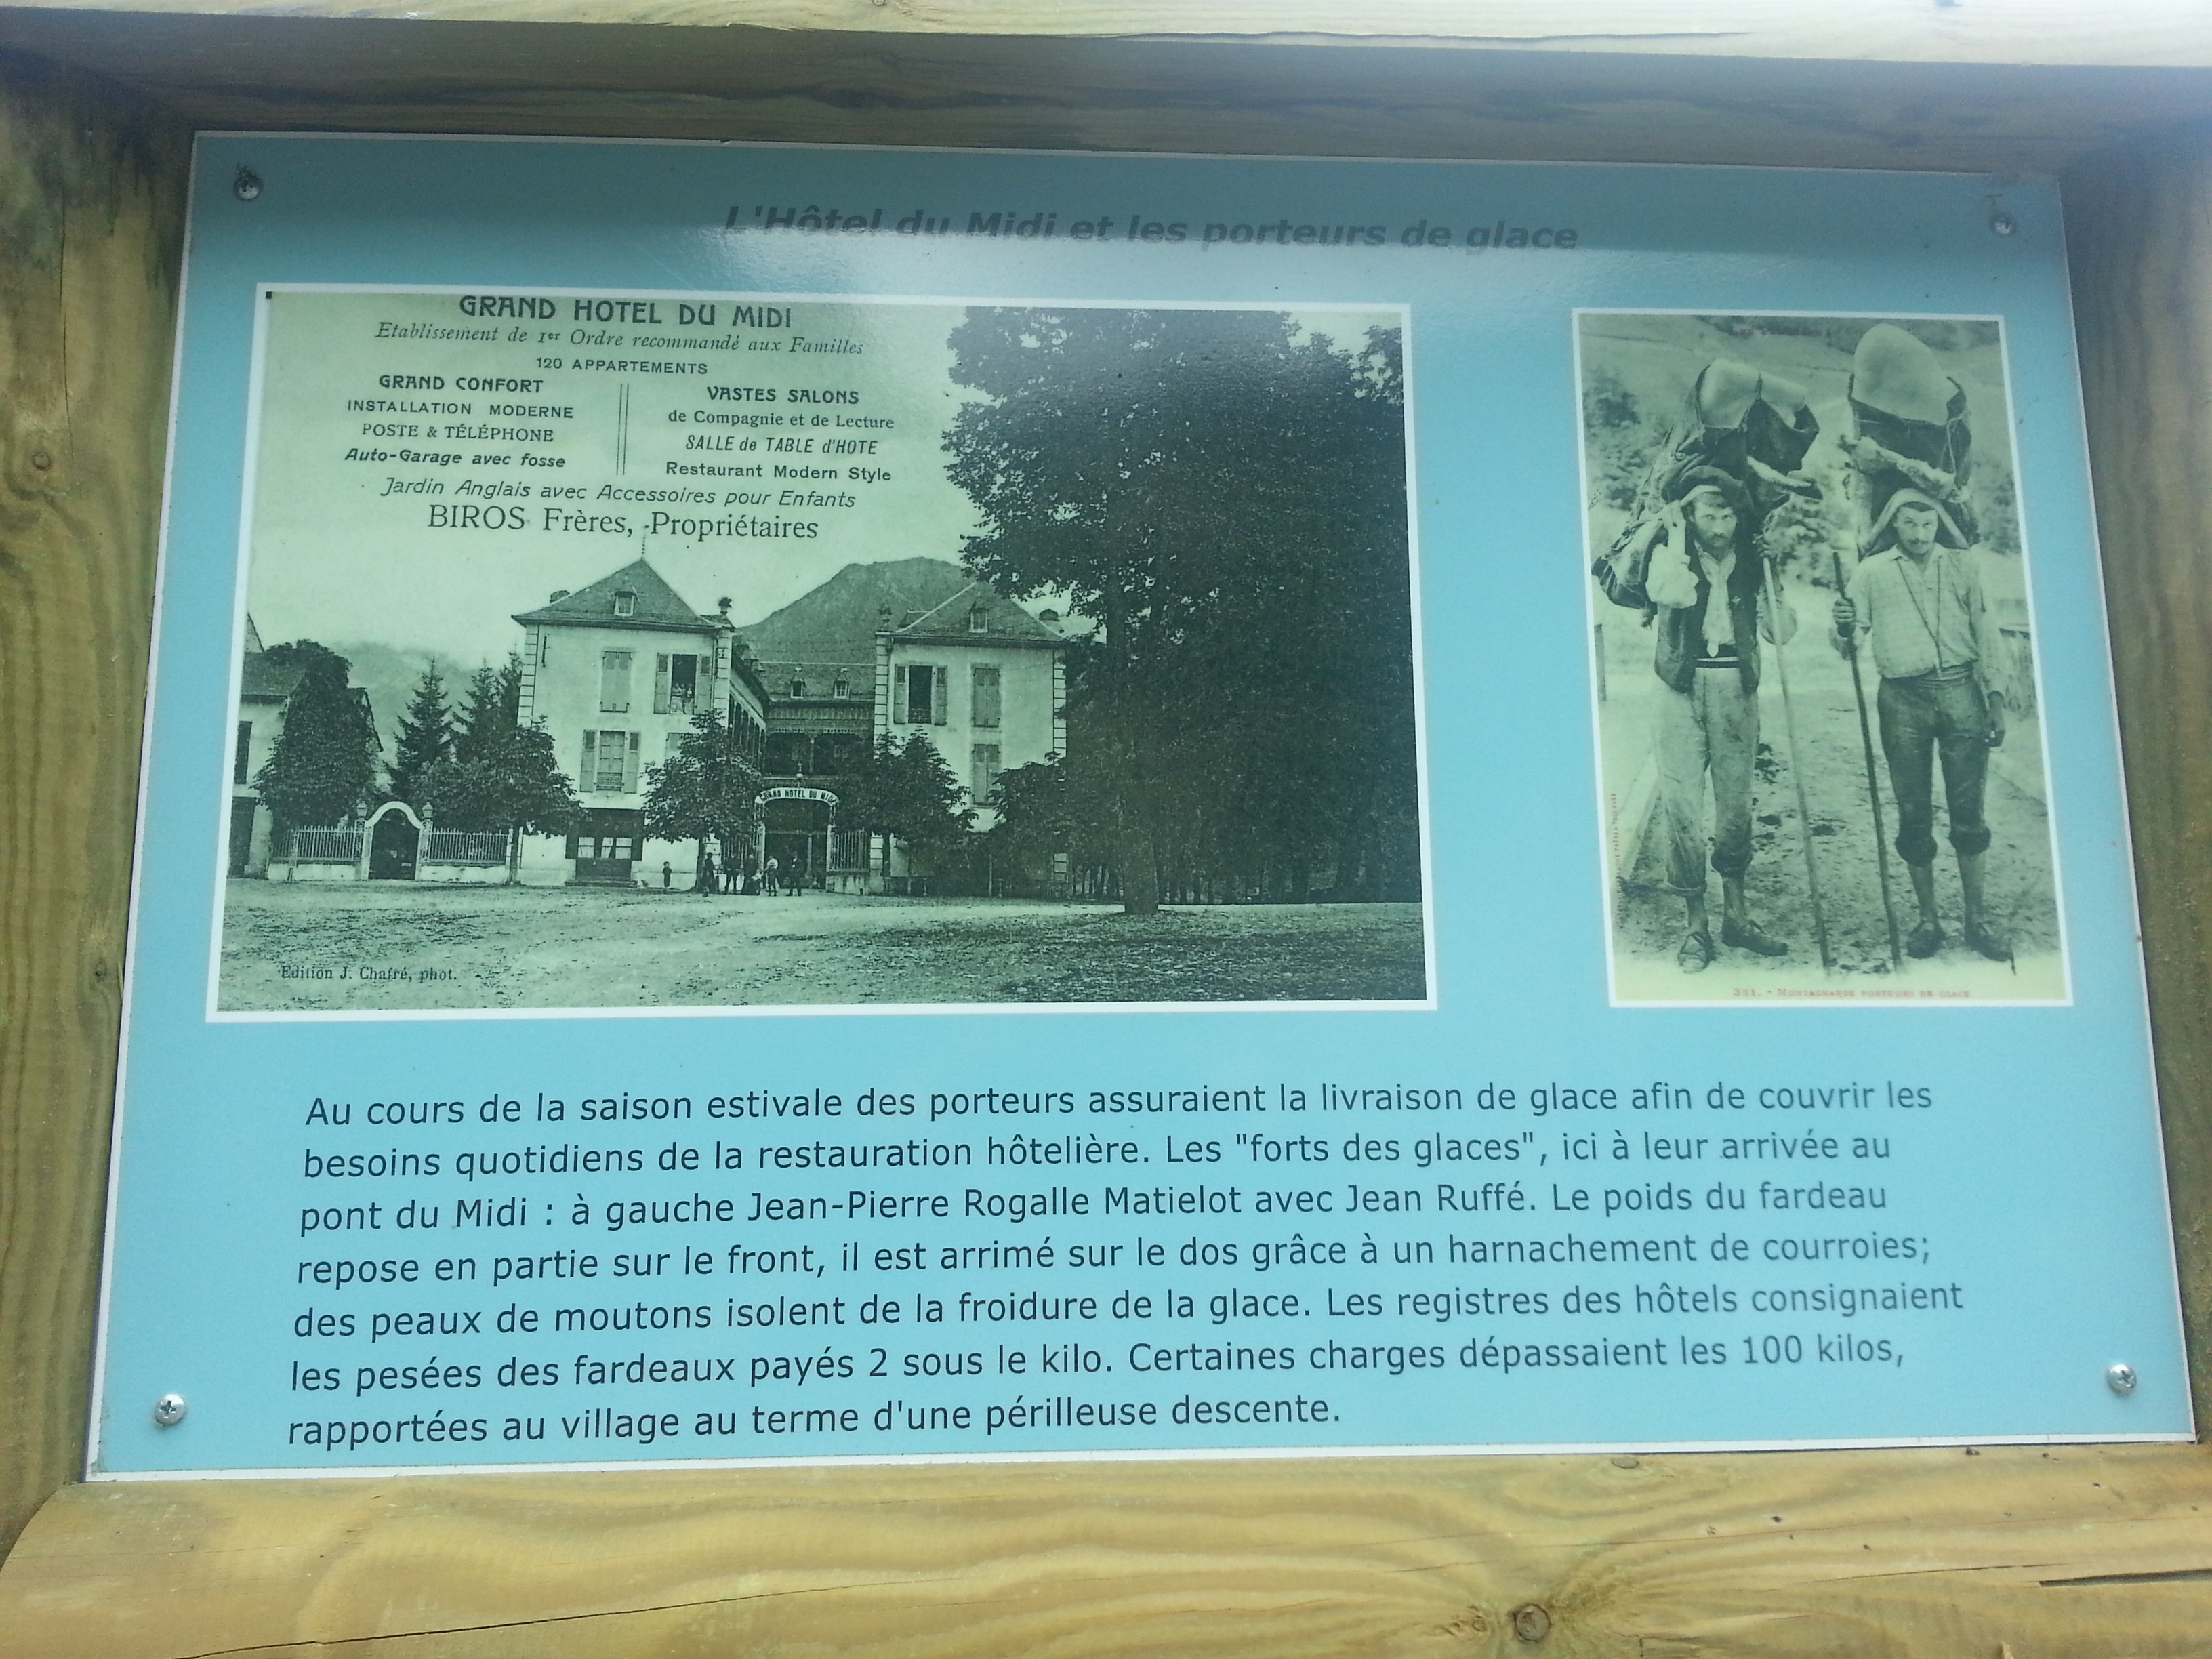 L'Hôtel du Midi et les porteurs de glace
GRAND HOTEL DU MIDI
Etablissement de 1er Ordre recommandé aux Familles
120 APPARTEMENTS
GRAND CONFORT
INSTALLATION MODERNE
POSTE & TÉLÉPHONE
Auto-Garage avec fosse
VASTES SALONS
de Compagnie et de Lecture
SALLE de TABLE d'HOTE
Restaurant Modern Style
Jardin Anglais avec Accessoires pour Enfants
BIROS Frères, Propriétaires
GRAND HOTEL DU MIDI
Edition J. Chafré, phot.
381. - MONTAGNARDS PORTEURS DE GLACE
Au cours de la saison estivale des porteurs assuraient la livraison de glace afin de couvrir les
besoins quotidiens de la restauration hôtelière. Les "forts des glaces", ici à leur arrivée au
pont du Midi : à gauche Jean-Pierre Rogalle Matielot avec Jean Ruffé. Le poids du fardeau
repose en partie sur le front, il est arrimé sur le dos grâce à un harnachement de courroies;
des peaux de moutons isolent de la froidure de la glace. Les registres des hôtels consignaient
les pesées des fardeaux payés 2 sous le kilo. Certaines charges dépassaient les 100 kilos,
rapportées au village au terme d'une périlleuse descente.